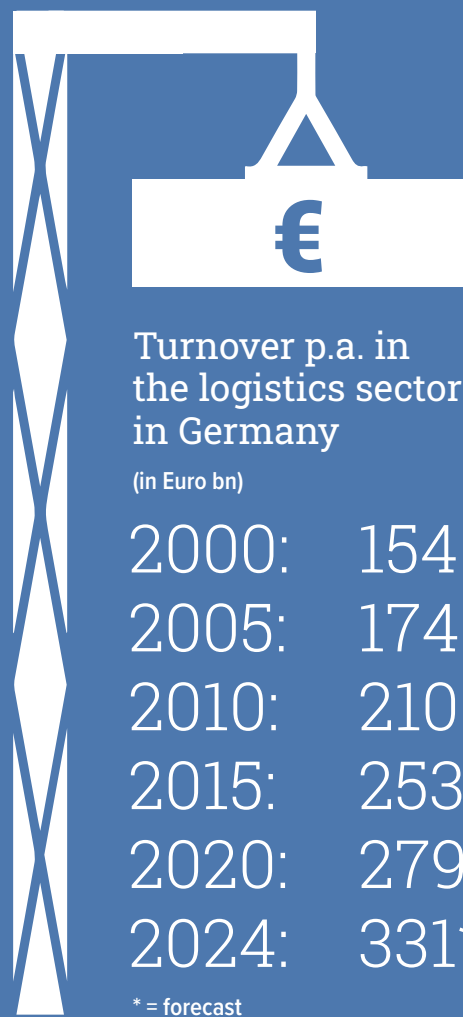 €
Turnover p.a. in
the logistics sector
in Germany
(in Euro bn)
2000: 154
2005: 174
2010: 210
2015: 253
2020: 279
2024: 331*
* = forecast